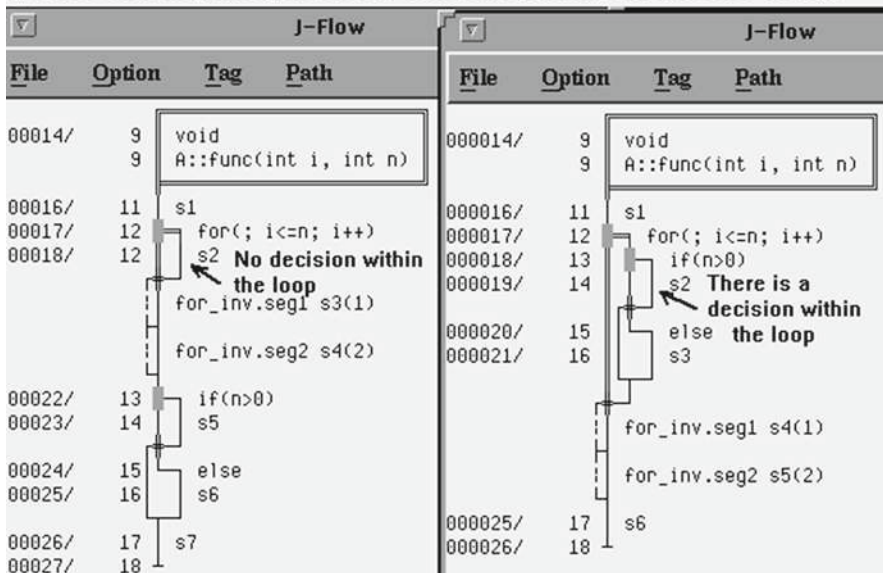 J-Flow
File Option Tag Path
00014/ 9 void
9 A::func(int i, int n)
00016/ 11 s1
00017/ 12 for(; i<=n; i++)
00018/ 12 s2 No decision within
the loop
for_inv.seg1 s3(1)
for_inv.seg2 s4(2)
00022/ 13 if(n>0)
00023/ 14 s5
00024/ 15 else
00025/ 16 s6
00026/ 17 s7
00027/ 18
J-Flow
File Option Tag Path
000014/ 9 void
9 A::func(int i, int n)
000016/ 11 s1
000017/ 12 for(; i<=n; i++)
000018/ 13 if(n>0)
000019/ 14 s2 There is a
decision within
000020/ 15 else the loop
000021/ 16 s3
for_inv.seg1 s4(1)
for_inv.seg2 s5(2)
000025/ 17 s6
000026/ 18